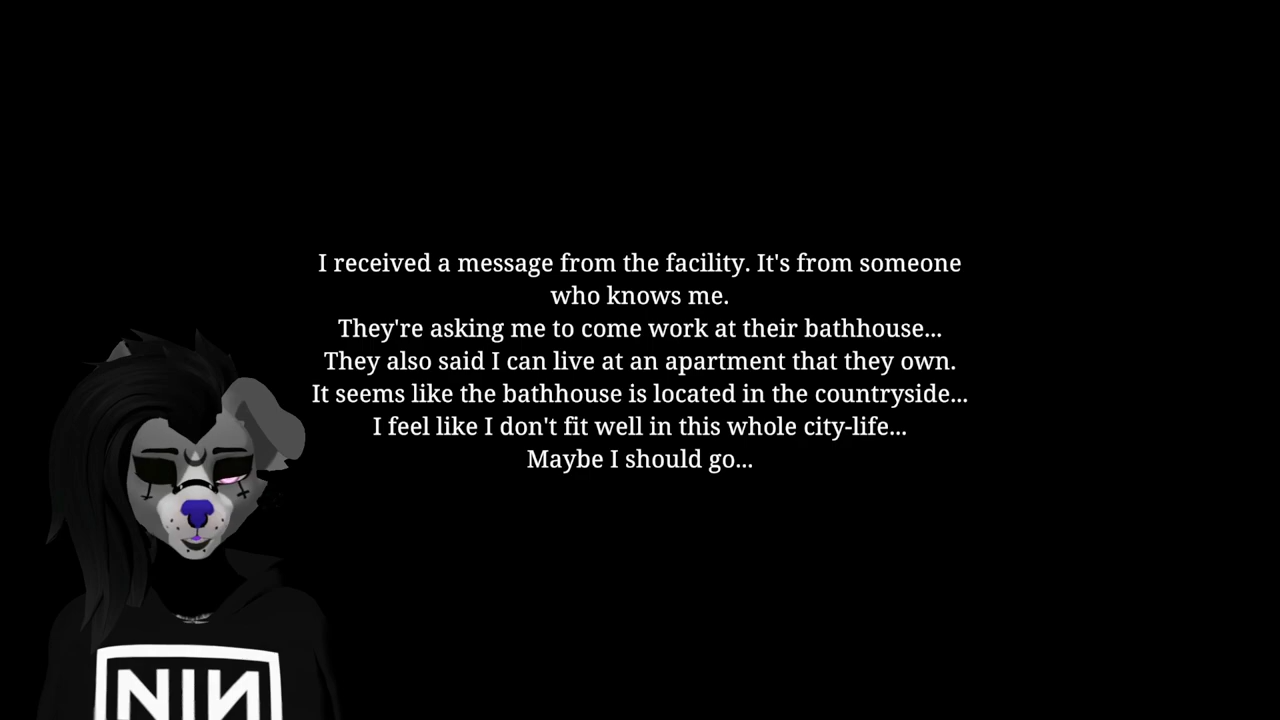 I received a message from the facility. It's from someone
who knows me.
They're asking me to come work at their bathhouse...
They also said I can live at an apartment that they own.
It seems like the bathhouse is located in the countryside...
I feel like I don't fit well in this whole city-life...
Maybe I should go...
NIN